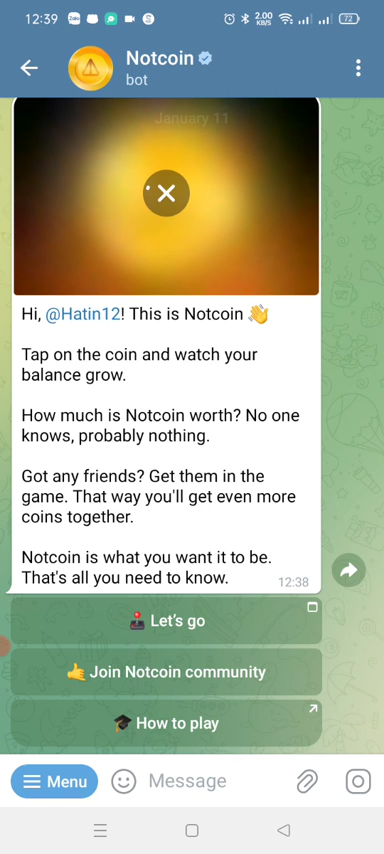 12:39
2.00 KB/S
72
Notcoin
bot
January 11
Hi, @Hatin12! This is Notcoin 👋
Tap on the coin and watch your
balance grow.
How much is Notcoin worth? No one
knows, probably nothing.
Got any friends? Get them in the
game. That way you'll get even more
coins together.
Notcoin is what you want it to be.
That's all you need to know.
12:38
🕹️ Let's go
🤙 Join Notcoin community
🎓 How to play
Menu
Message